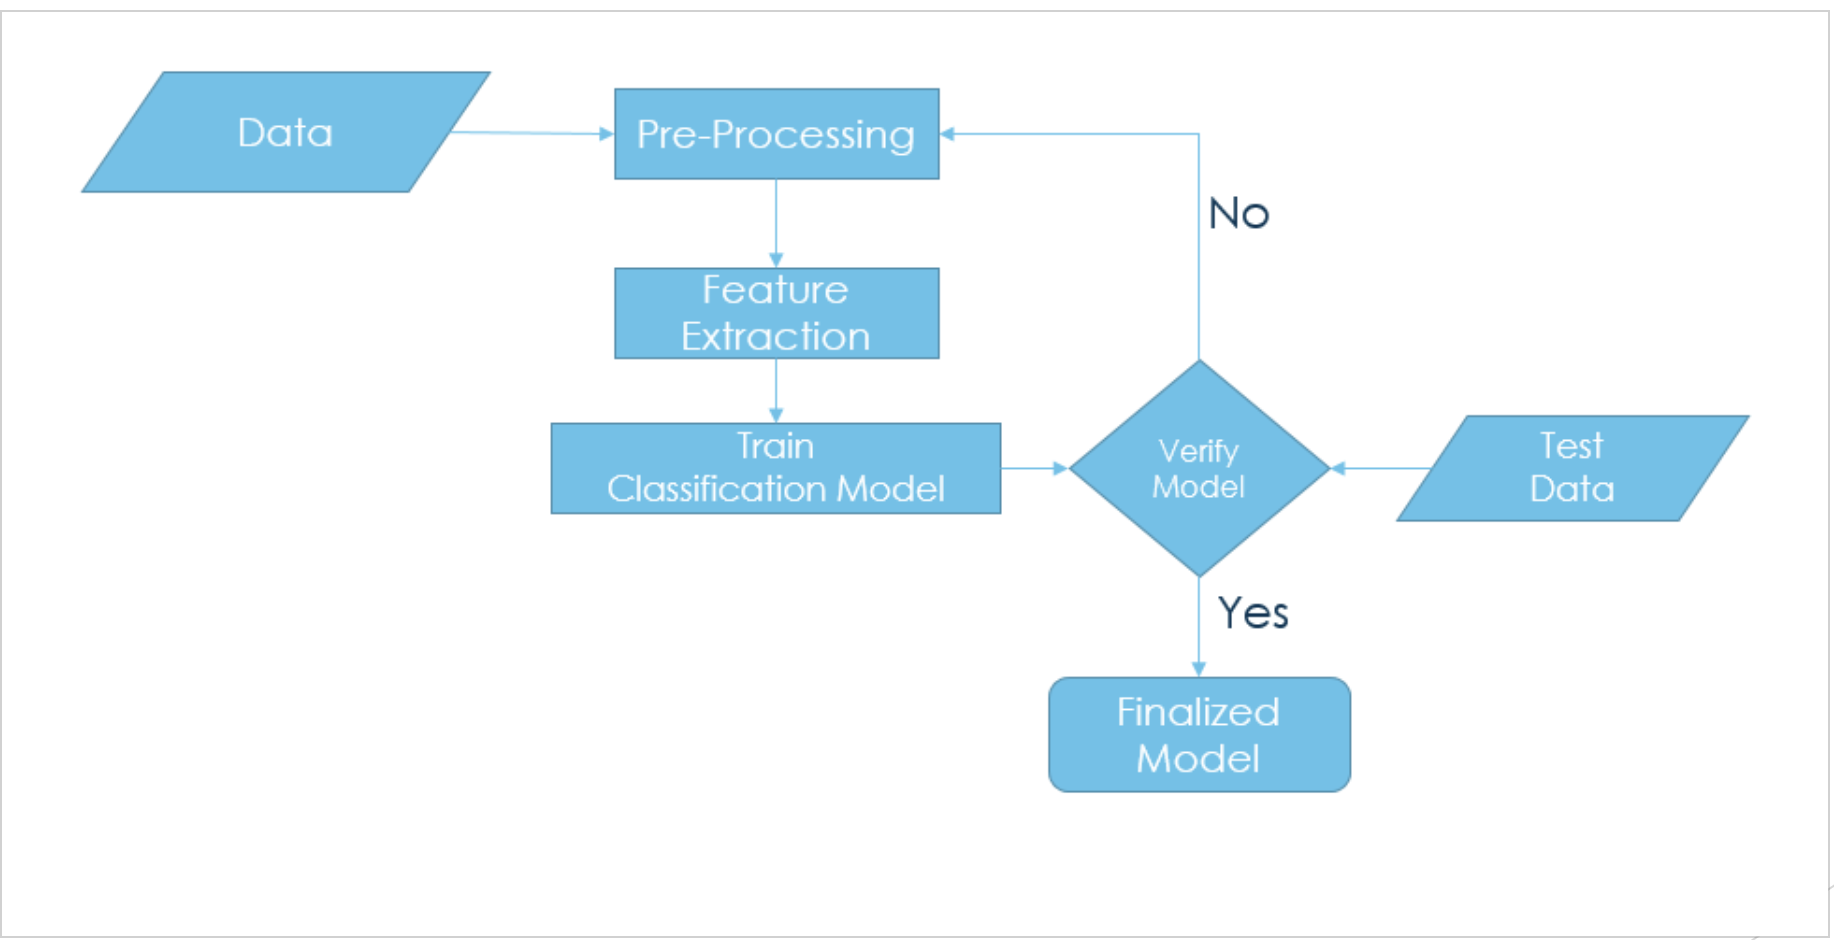 Data
Pre-Processing
No
Feature
Extraction
Train
Classification Model
Verify
Model
Test
Data
Yes
Finalized
Model